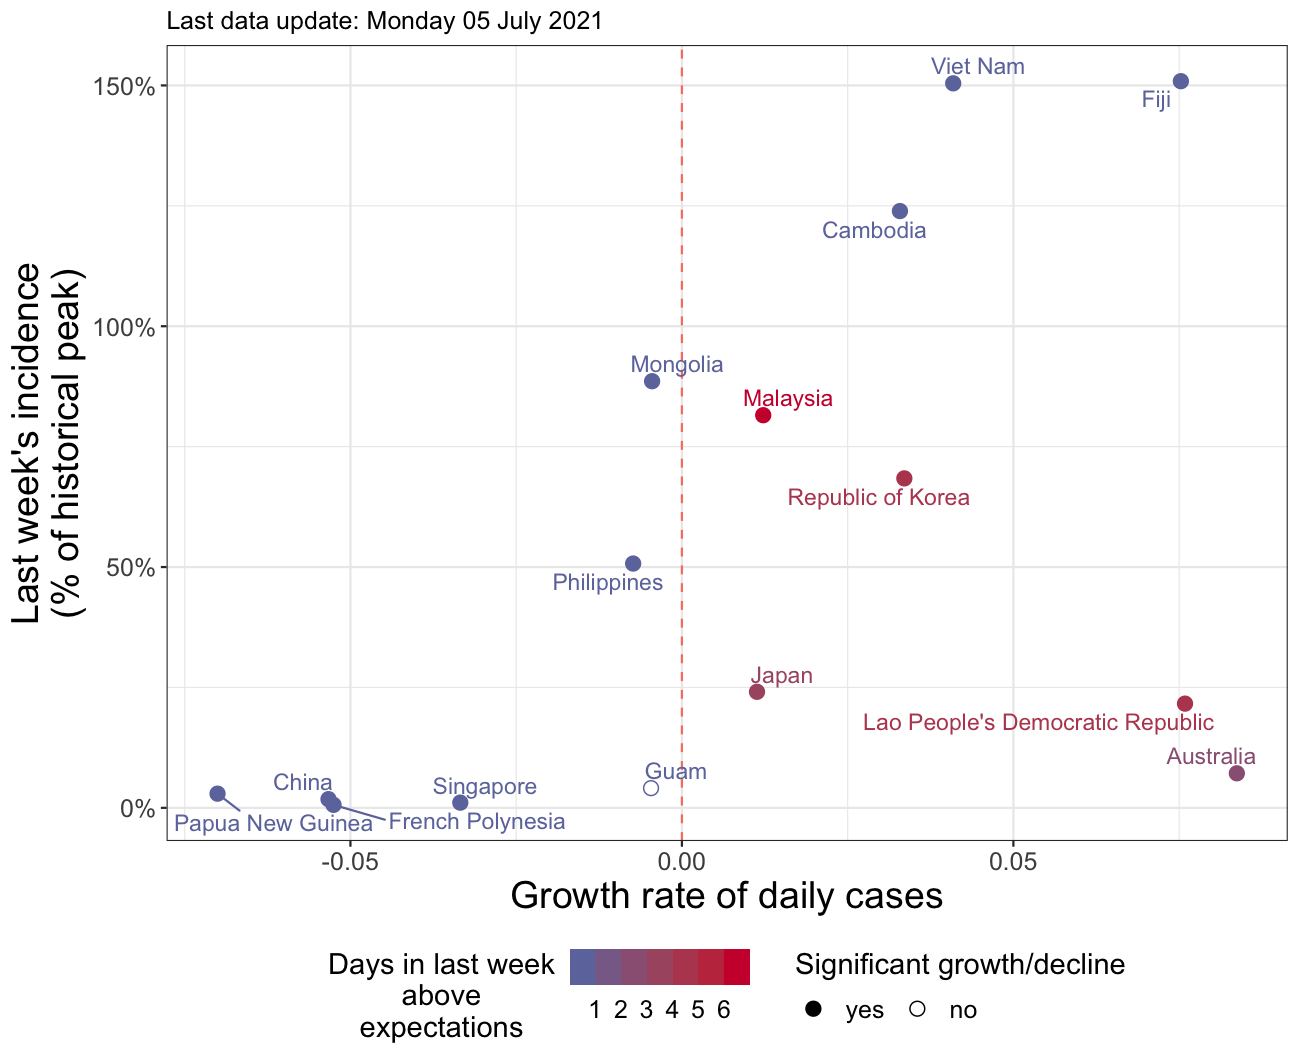 Last data update: Monday 05 July 2021
Last week's incidence
(% of historical peak)
150%
100%
50%
0%
Viet Nam
Fiji
Cambodia
Mongolia
Malaysia
Republic of Korea
Philippines
Japan
Lao People's Democratic Republic
Australia
Guam
China
Singapore
Papua New Guinea
French Polynesia
-0.05
0.00
0.05
Growth rate of daily cases
Days in last week
above
expectations
1 2 3 4 5 6
Significant growth/decline
yes
no